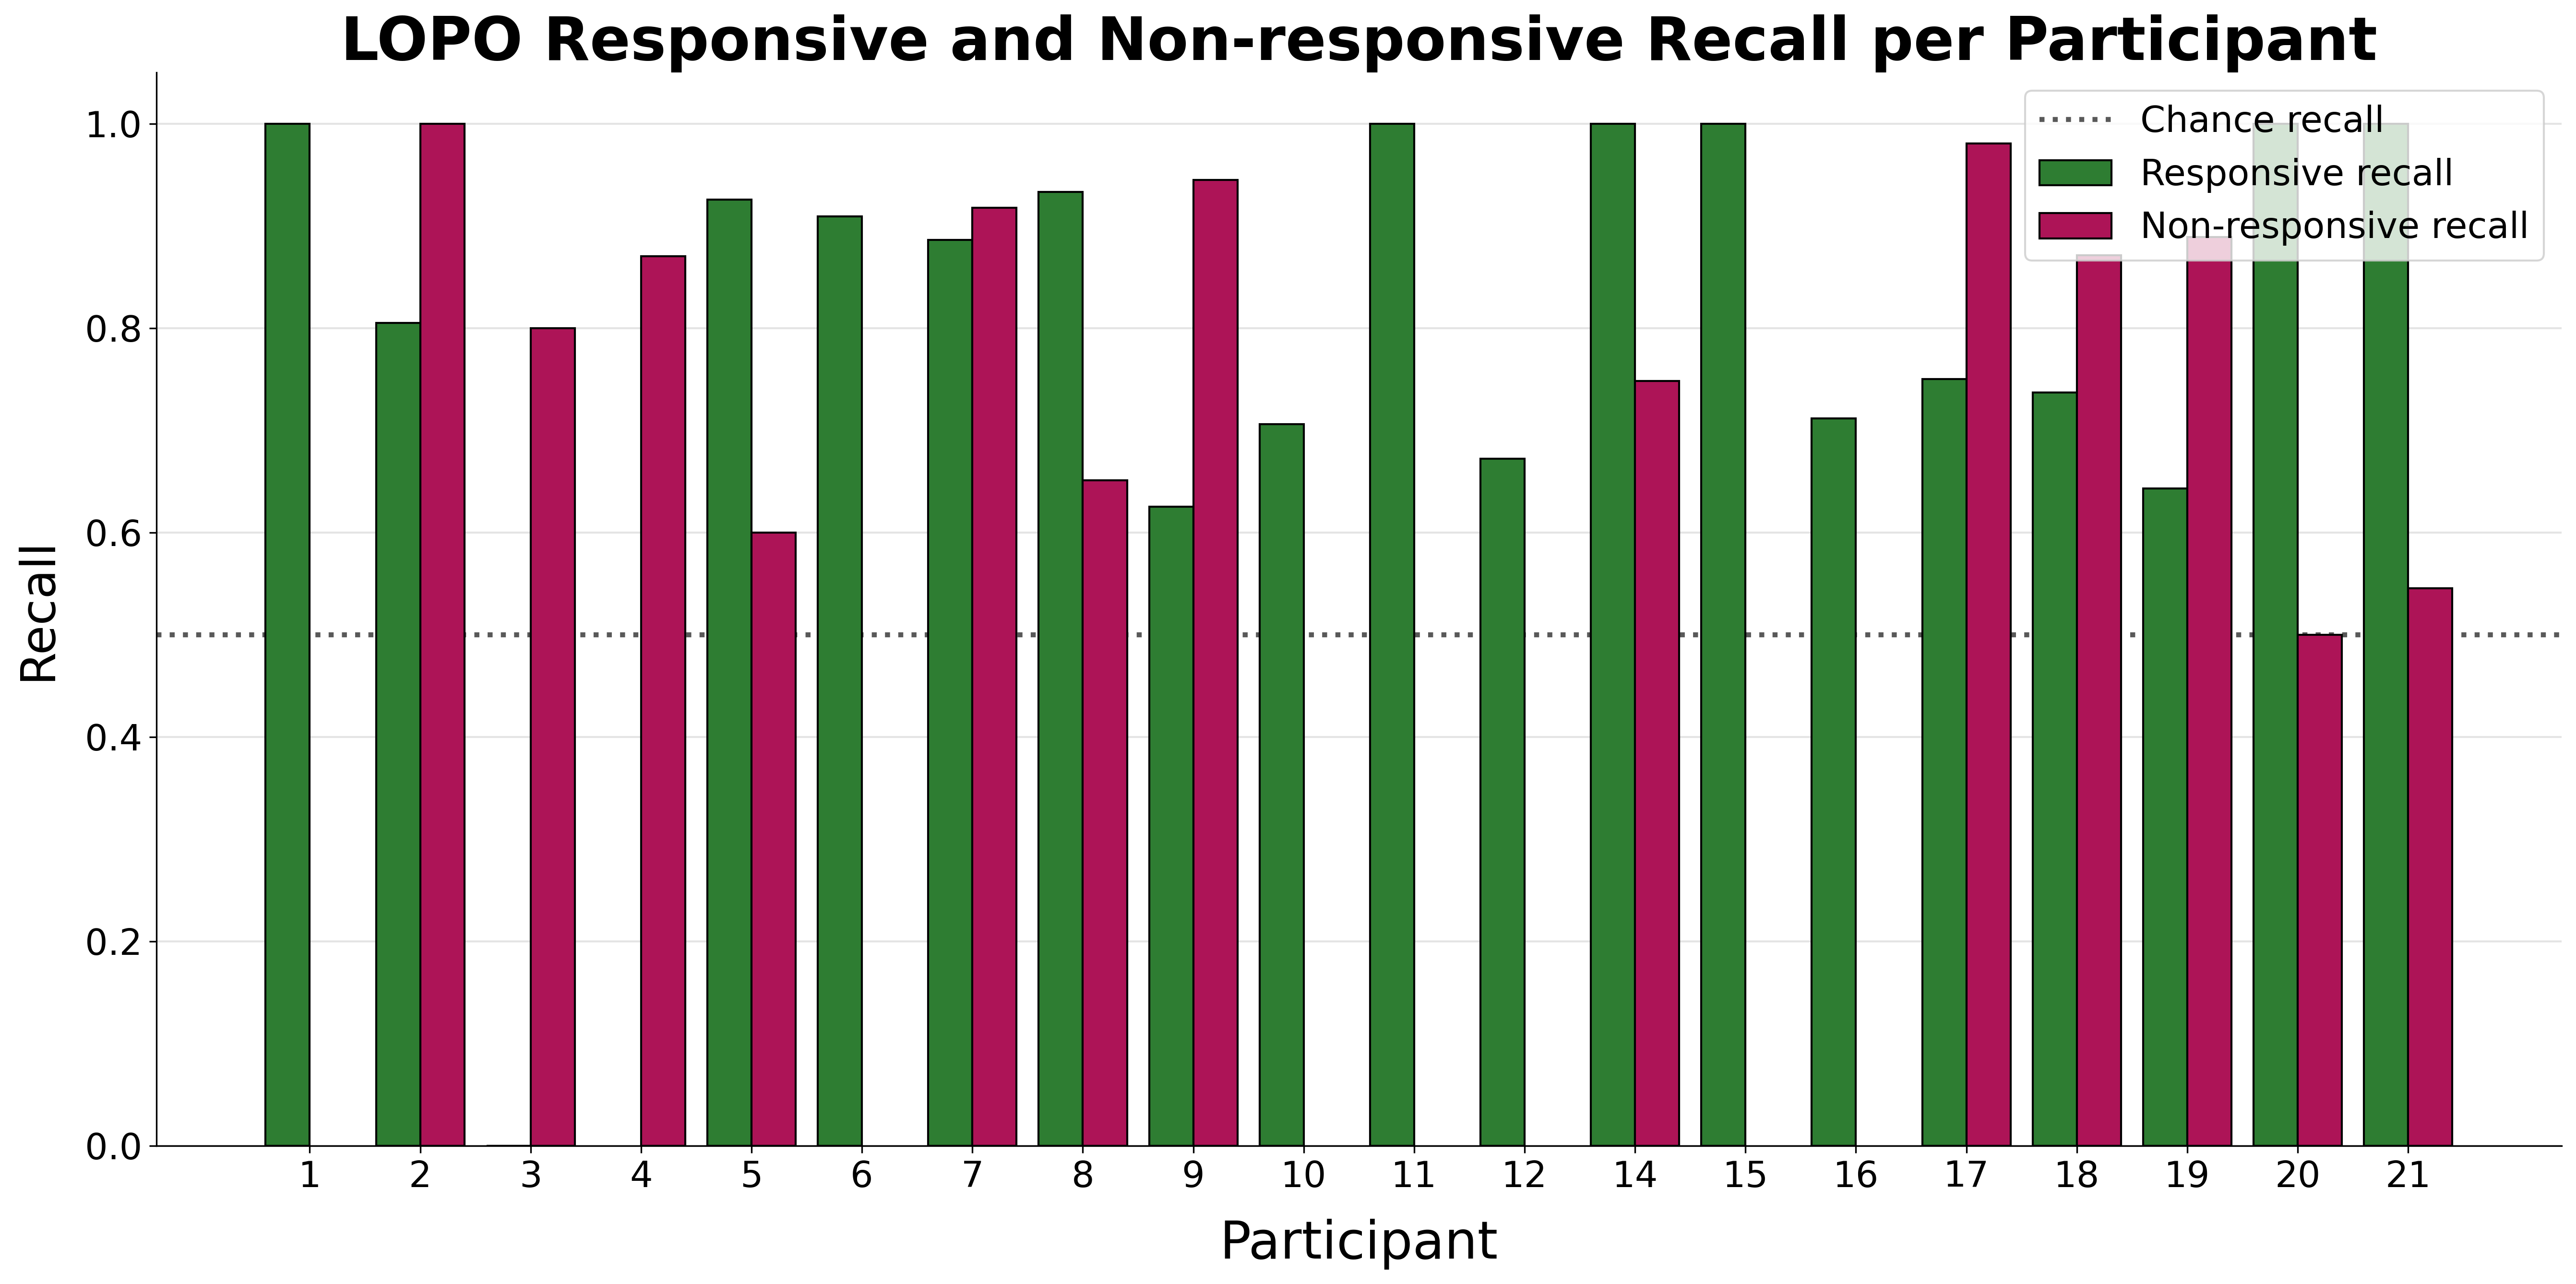 LOPO Responsive and Non-responsive Recall per Participant
Chance recall
Responsive recall
Non-responsive recall
1.0
0.8
0.6
0.4
0.2
0.0
Recall
1 2 3 4 5 6 7 8 9 10 11 12 14 15 16 17 18 19 20 21
Participant